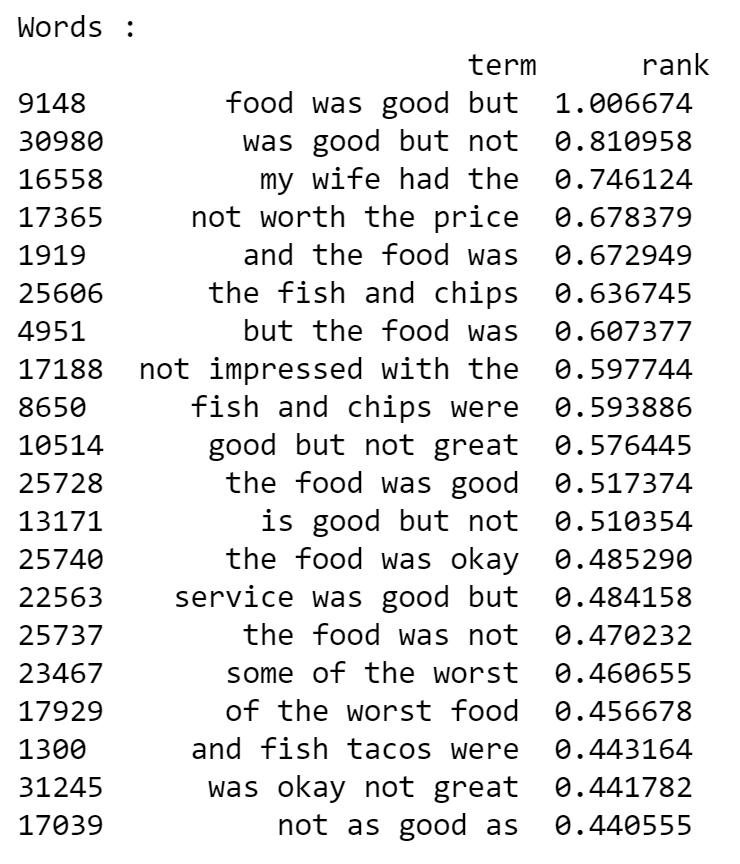 Words :
term rank
9148 food was good but 1.006674
30980 was good but not 0.810958
16558 my wife had the 0.746124
17365 not worth the price 0.678379
1919 and the food was 0.672949
25606 the fish and chips 0.636745
4951 but the food was 0.607377
17188 not impressed with the 0.597744
8650 fish and chips were 0.593886
10514 good but not great 0.576445
25728 the food was good 0.517374
13171 is good but not 0.510354
25740 the food was okay 0.485290
22563 service was good but 0.484158
25737 the food was not 0.470232
23467 some of the worst 0.460655
17929 of the worst food 0.456678
1300 and fish tacos were 0.443164
31245 was okay not great 0.441782
17039 not as good as 0.440555